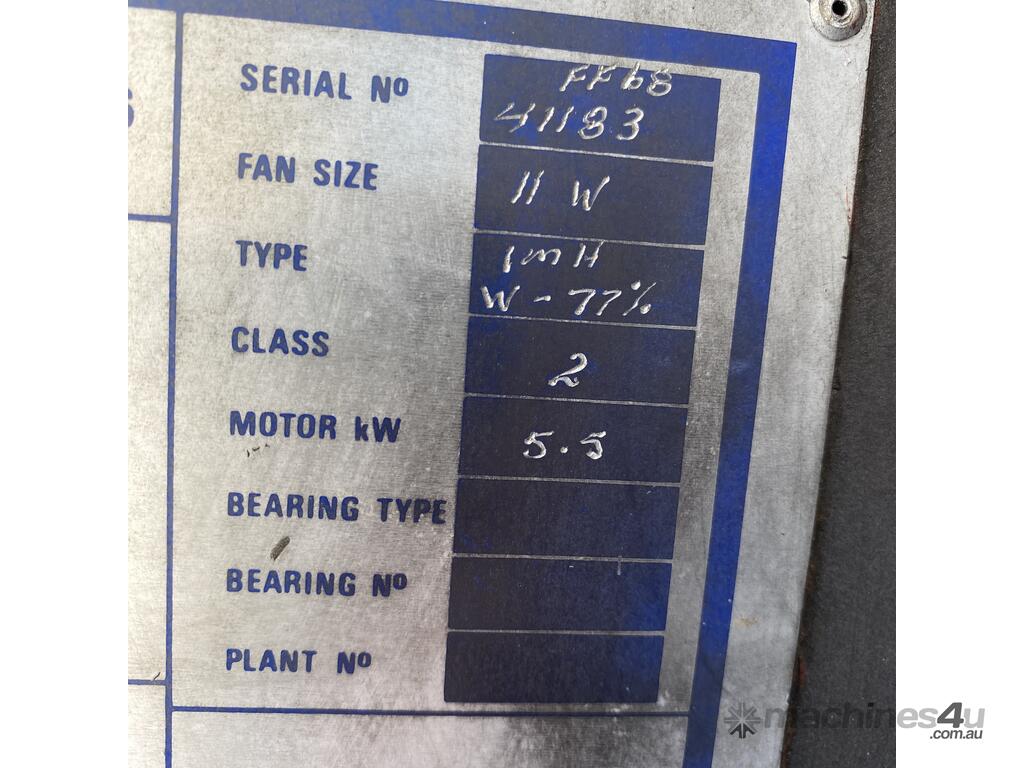 SERIAL Nº FF68
41183
FAN SIZE 11 W
TYPE 1mH
W - 77%
CLASS 2
MOTOR kW 5.5
BEARING TYPE
BEARING Nº
PLANT Nº
machines4u
.com.au